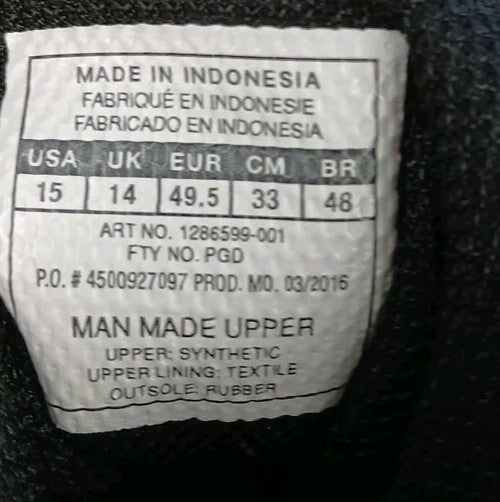 MADE IN INDONESIA
FABRIQUÉ EN INDONESIE
FABRICADO EN INDONESIA
USA UK EUR CM BR
15 14 49.5 33 48
ART NO. 1286599-001
FTY NO. PGD
P.O. # 4500927097 PROD. MO. 03/2016
MAN MADE UPPER
UPPER: SYNTHETIC
UPPER LINING: TEXTILE
OUTSOLE: RUBBER